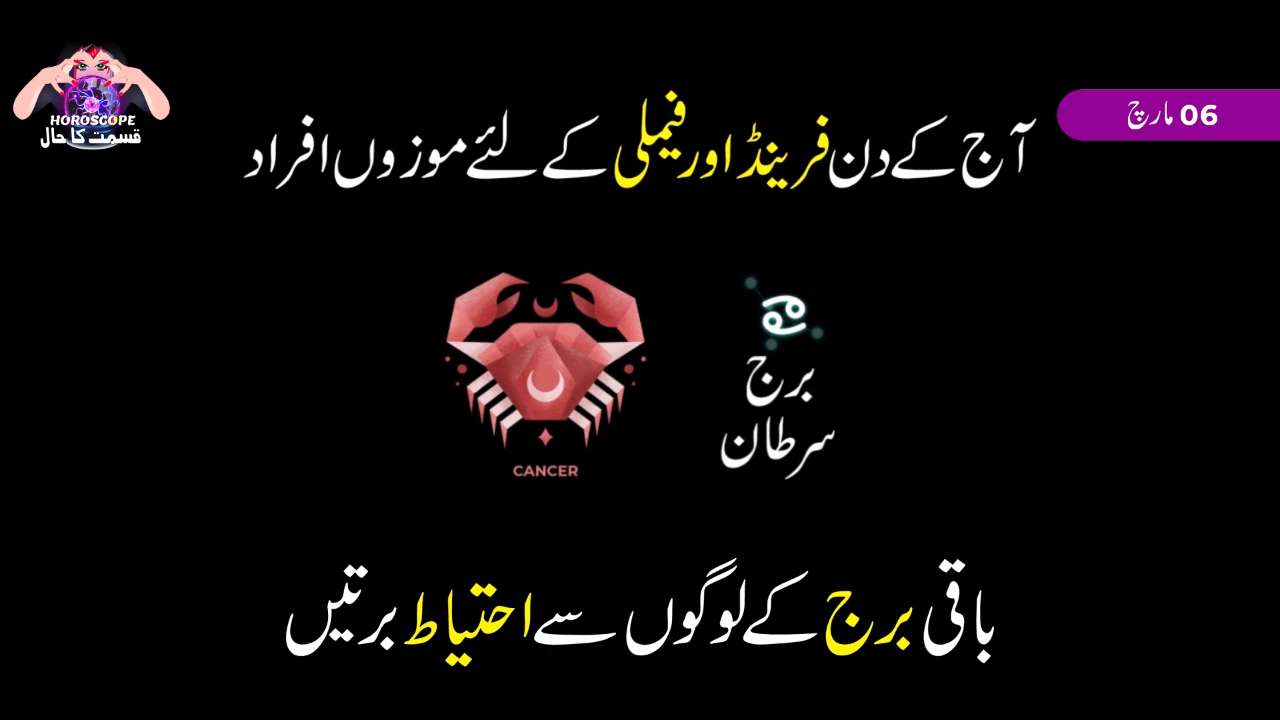 HOROSCOPE
قسمت کا حال
06 مارچ
آج کے دن فرینڈ اور فیملی کے لئے موزوں افراد
برج
سرطان
CANCER
باقی برج کے لوگوں سے احتیاط برتیں